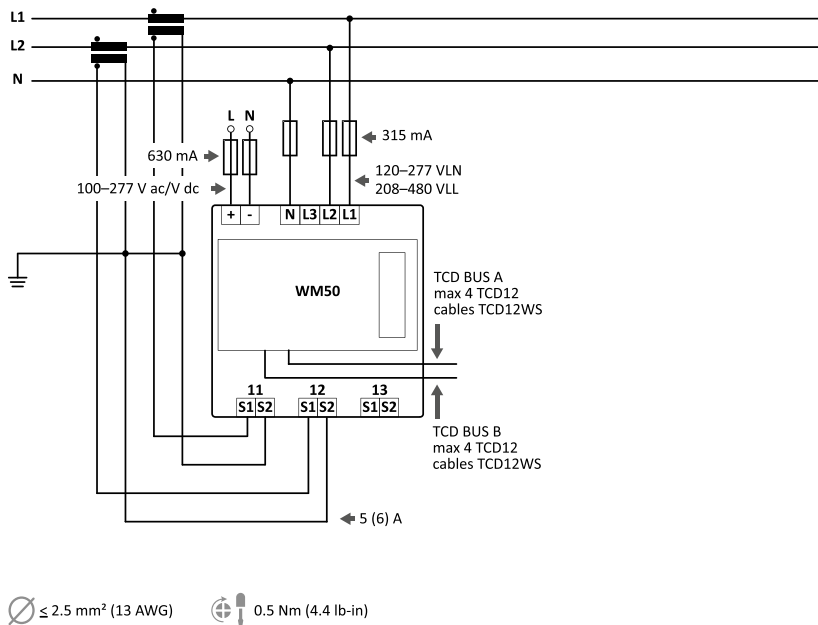 L1
L2
N
L N
630 mA
315 mA
100–277 V ac/V dc
120–277 VLN
208–480 VLL
+ - N L3 L2 L1
WM50
TCD BUS A
max 4 TCD12
cables TCD12WS
11 12 13
S1 S2 S1 S2 S1 S2
TCD BUS B
max 4 TCD12
cables TCD12WS
5 (6) A
≤ 2.5 mm² (13 AWG)
0.5 Nm (4.4 lb-in)